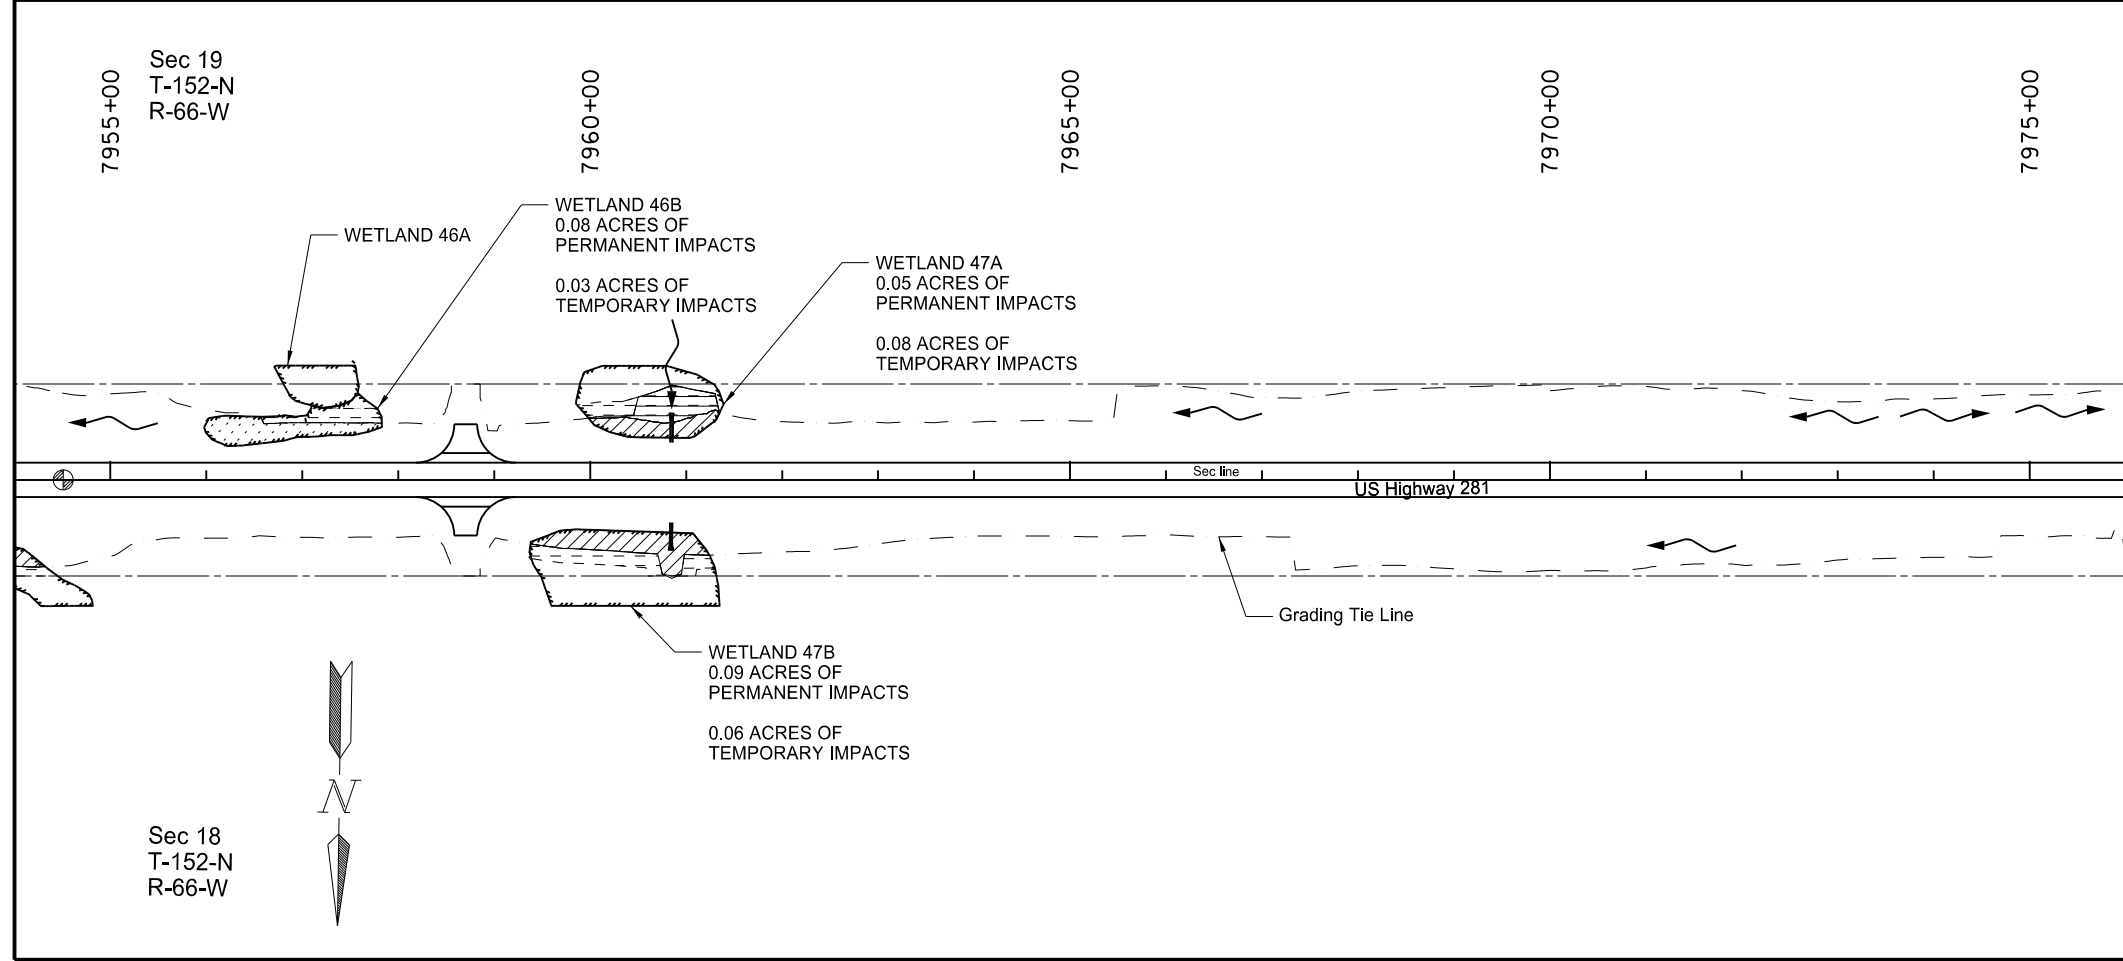 Sec 19
T-152-N
R-66-W
7955+00
7960+00
7965+00
7970+00
7975+00
WETLAND 46A
WETLAND 46B
0.08 ACRES OF
PERMANENT IMPACTS
0.03 ACRES OF
TEMPORARY IMPACTS
WETLAND 47A
0.05 ACRES OF
PERMANENT IMPACTS
0.08 ACRES OF
TEMPORARY IMPACTS
Sec line
US Highway 281
Grading Tie Line
WETLAND 47B
0.09 ACRES OF
PERMANENT IMPACTS
0.06 ACRES OF
TEMPORARY IMPACTS
N
Sec 18
T-152-N
R-66-W